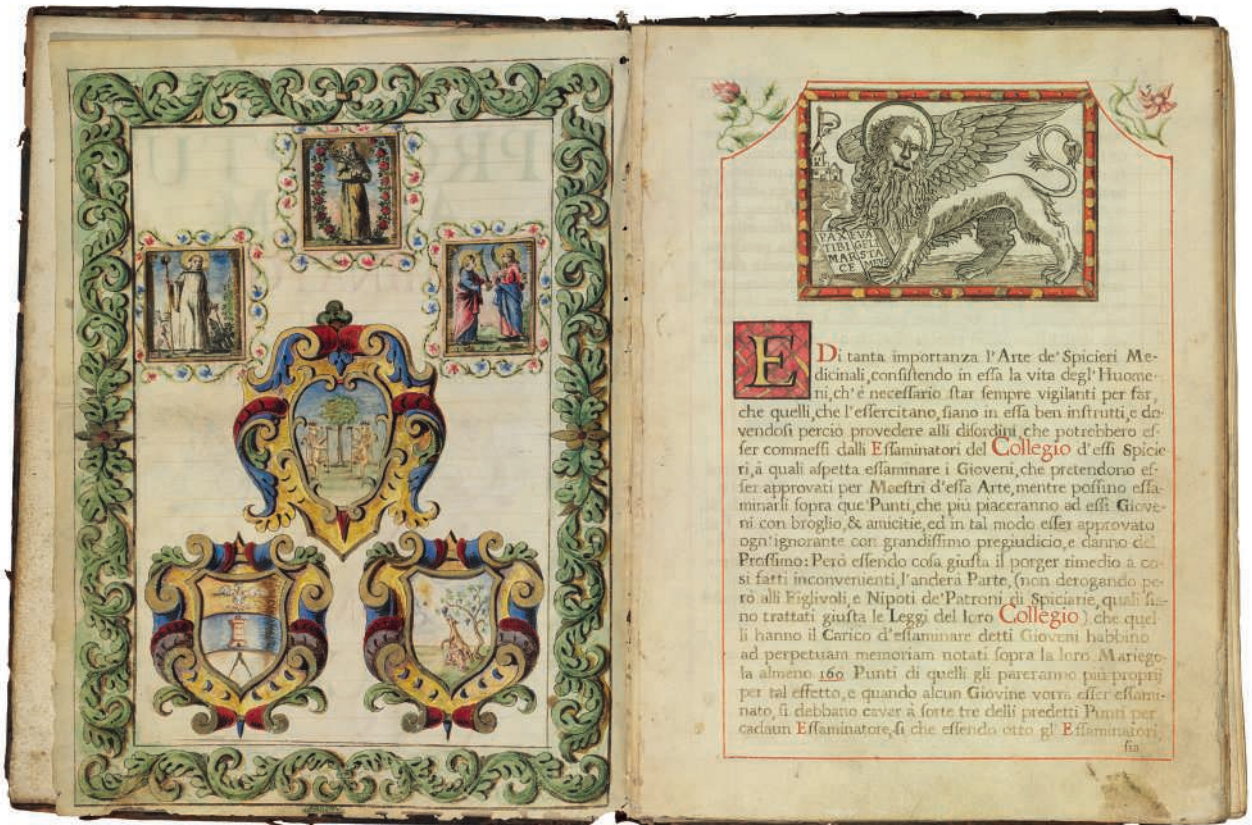 PAX EVA
TIBI GELI
MAR STA
CE MEUS
E Di tanta importanza l'Arte de' Spicieri Me-
dicinali, consistendo in essa la vita degl' Huome-
ni, ch' é necessario star sempre vigilanti per far,
che quelli, che l'essercitano, siano in essa ben instrutti, e do-
vendosi perciò provedere alli disordini, che potrebbero es-
ser commessi dalli Essaminatori del Collegio d'essi Spicie
ri, à quali aspetta essaminare i Gioveni, che pretendono es-
ser approvati per Maestri d'essa Arte, mentre possino essa-
minarli sopra que' Punti, che più piaceranno ad essi Giove-
ni con broglio, & amicitie, ed in tal modo esser approvato
ogn'ignorante con grandissimo pregiudicio, e danno del
Prossimo: Però essendo cosa giusta il porger rimedio à co-
si fatti inconvenienti, l'anderà Parte, (non derogando pe-
rò alli Figlivoli, e Nipoti de' Patroni di Spiciarie, quali sia-
no trattati giusta le Leggi del loro Collegio) che quel
li hanno il Carico d'essaminare detti Gioveni habbino
ad perpetuam memoriam notati sopra la loro Mariego-
la almeno 160 Punti di quelli gli pareranno più proprij
per tal effetto, e quando alcun Giovine vorrà esser essami-
nato, si debbano cavar à sorte tre delli predetti Punti per
cadaun Essaminatore, si che essendo otto gl' Essaminatori,
sia